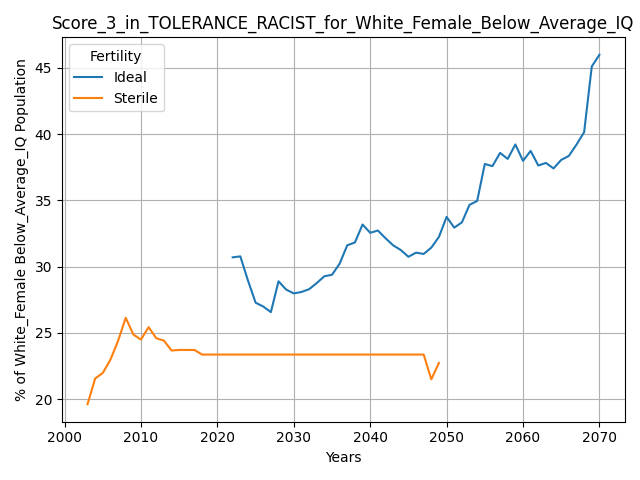 Score_3_in_TOLERANCE_RACIST_for_White_Female_Below_Average_IQ
% of White_Female Below_Average_IQ Population
45
40
35
30
25
20
Fertility
Ideal
Sterile
2000 2010 2020 2030 2040 2050 2060 2070
Years